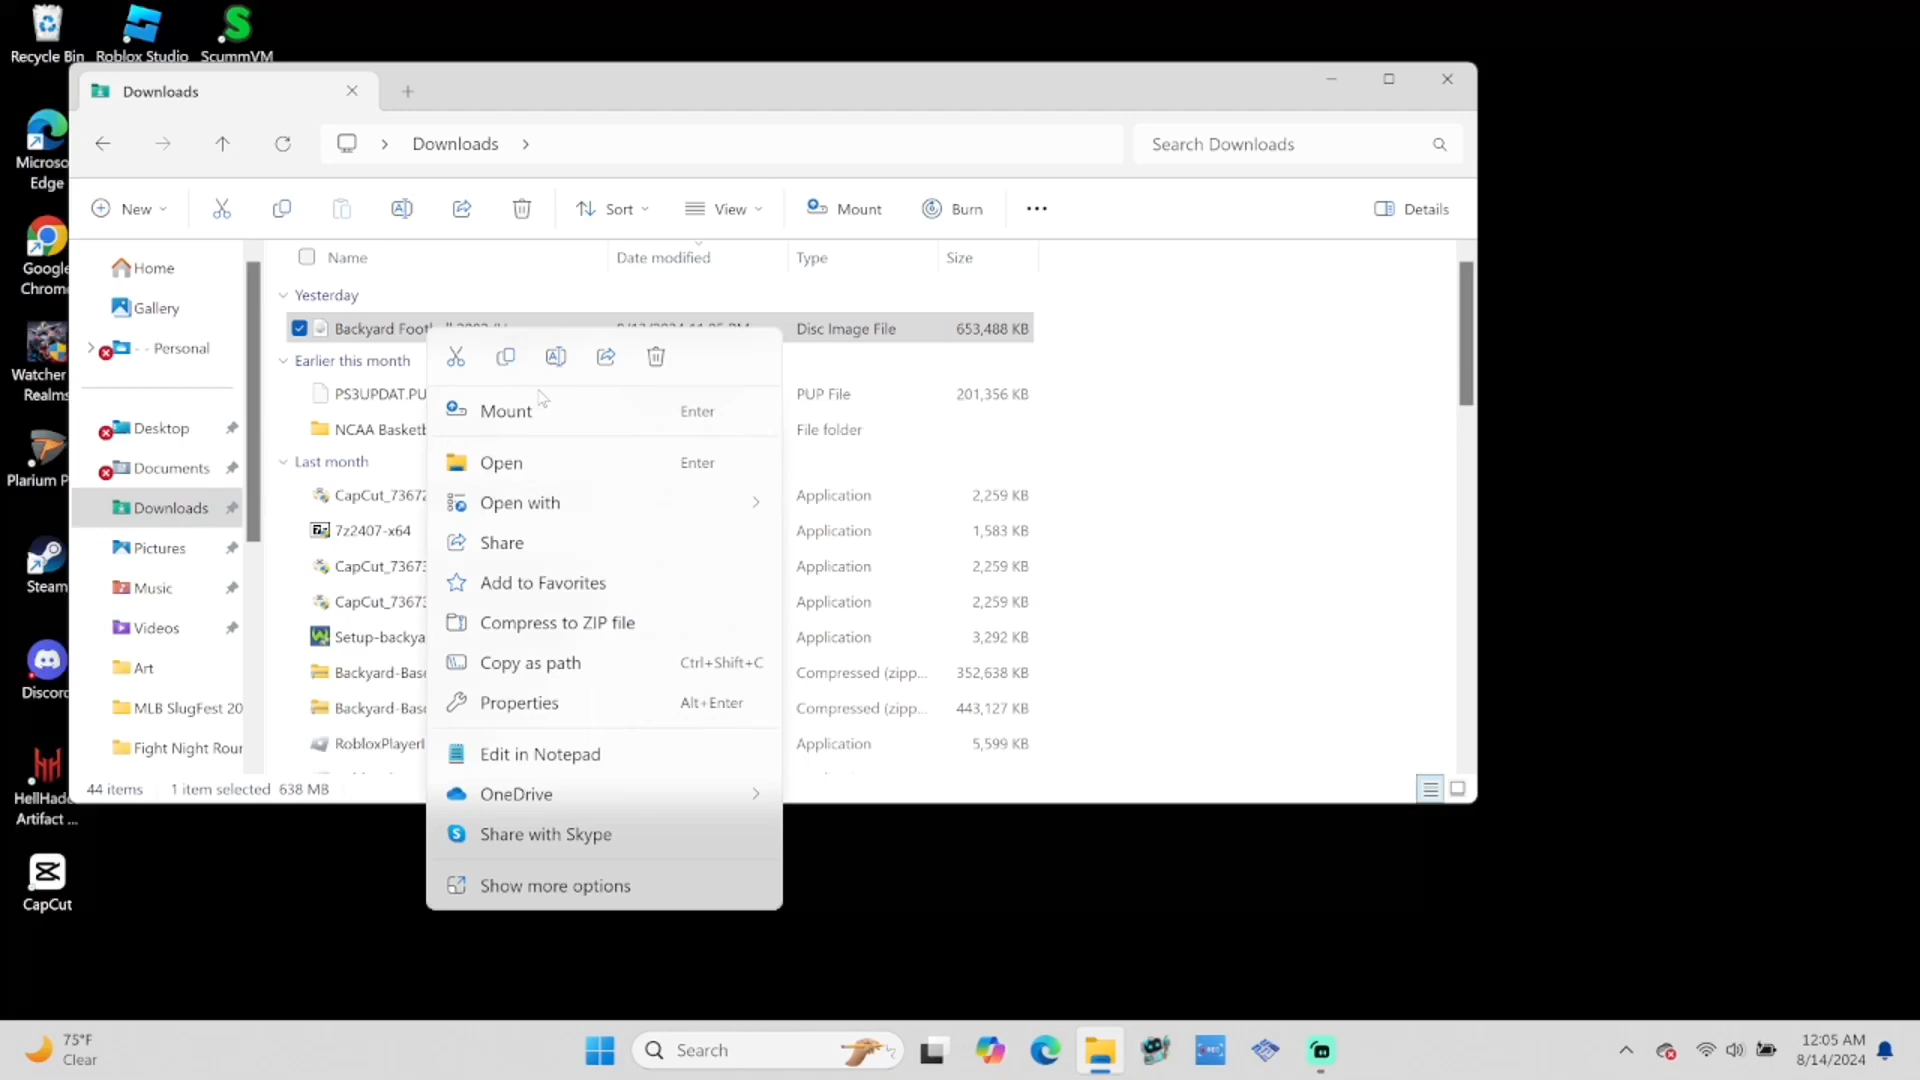 Recycle Bin
Roblox Studio
ScummVM
Downloads
Downloads
Search Downloads
New
Sort
View
Mount
Burn
Details
Microso
Edge
Google
Chrom
Watcher
Realms
Plarium P
Steam
Discord
HellHade
Artifact ...
CapCut
Home
Gallery
- - Personal
Desktop
Documents
Downloads
Pictures
Music
Videos
Art
MLB SlugFest 20
Fight Night Roun
Name Date modified Type Size
Yesterday
Backyard Foot Disc Image File 653,488 KB
Earlier this month
PS3UPDAT.PU PUP File 201,356 KB
NCAA Basketb File folder
Last month
CapCut_7367 Application 2,259 KB
7z2407-x64 Application 1,583 KB
CapCut_7367 Application 2,259 KB
CapCut_7367 Application 2,259 KB
Setup-backya Application 3,292 KB
Backyard-Base Compressed (zipp... 352,638 KB
Backyard-Base Compressed (zipp... 443,127 KB
RobloxPlayerI Application 5,599 KB
44 items 1 item selected 638 MB
Mount Enter
Open Enter
Open with
Share
Add to Favorites
Compress to ZIP file
Copy as path Ctrl+Shift+C
Properties Alt+Enter
Edit in Notepad
OneDrive
Share with Skype
Show more options
75°F
Clear
Search
12:05 AM
8/14/2024